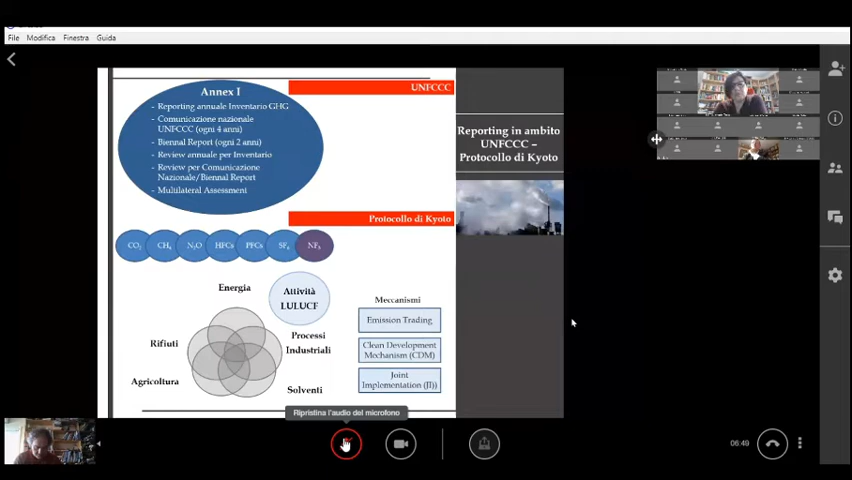 File Modifica Finestra Guida
Annex I
- Reporting annuale Inventario GHG
- Comunicazione nazionale
UNFCCC (ogni 4 anni)
- Biennal Report (ogni 2 anni)
- Review annuale per Inventario
- Review per Comunicazione
Nazionale/Biennal Report
- Multilateral Assessment
UNFCCC
Reporting in ambito
UNFCCC –
Protocollo di Kyoto
Protocollo di Kyoto
CO2 CH4 N2O HFCs PFCs SF6 NF3
Energia
Attività
LULUCF
Rifiuti
Processi
Industriali
Agricoltura
Solventi
Meccanismi
Emission Trading
Clean Development
Mechanism (CDM)
Joint
Implementation (JI))
Ripristina l'audio del microfono
06:49